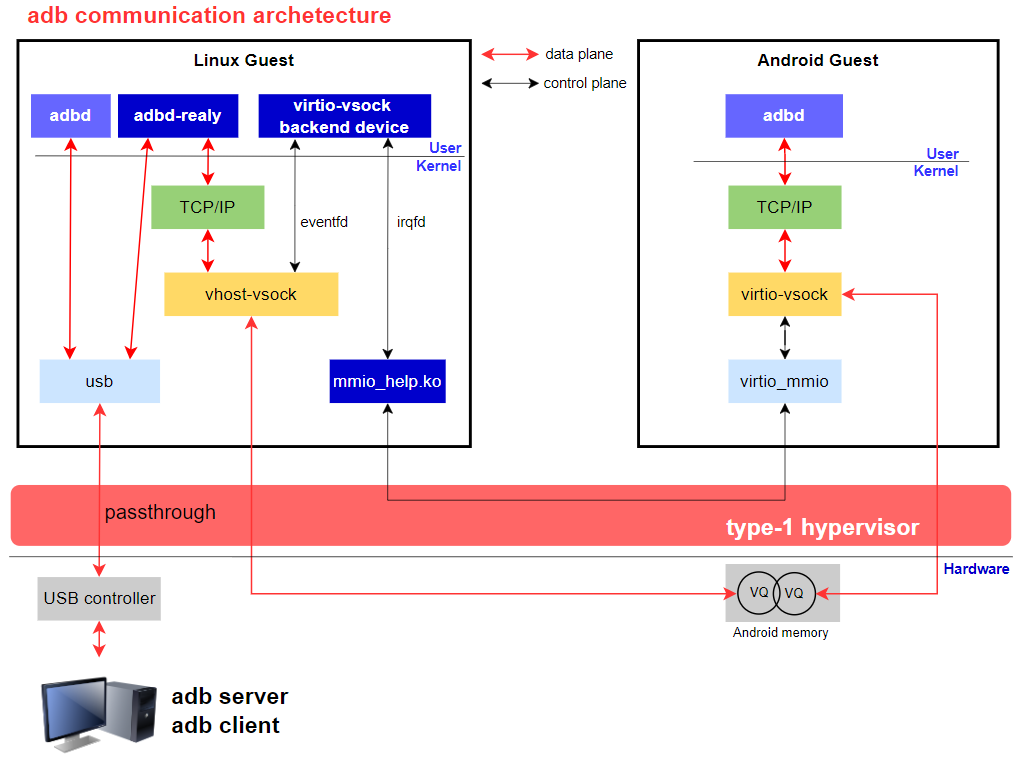 adb communication archetecture
Linux Guest
data plane
control plane
Android Guest
adbd
adbd-realy
virtio-vsock
backend device
User
Kernel
adbd
User
Kernel
TCP/IP
eventfd
irqfd
TCP/IP
vhost-vsock
virtio-vsock
usb
mmio_help.ko
virtio_mmio
passthrough
type-1 hypervisor
Hardware
USB controller
VQ
VQ
Android memory
adb server
adb client